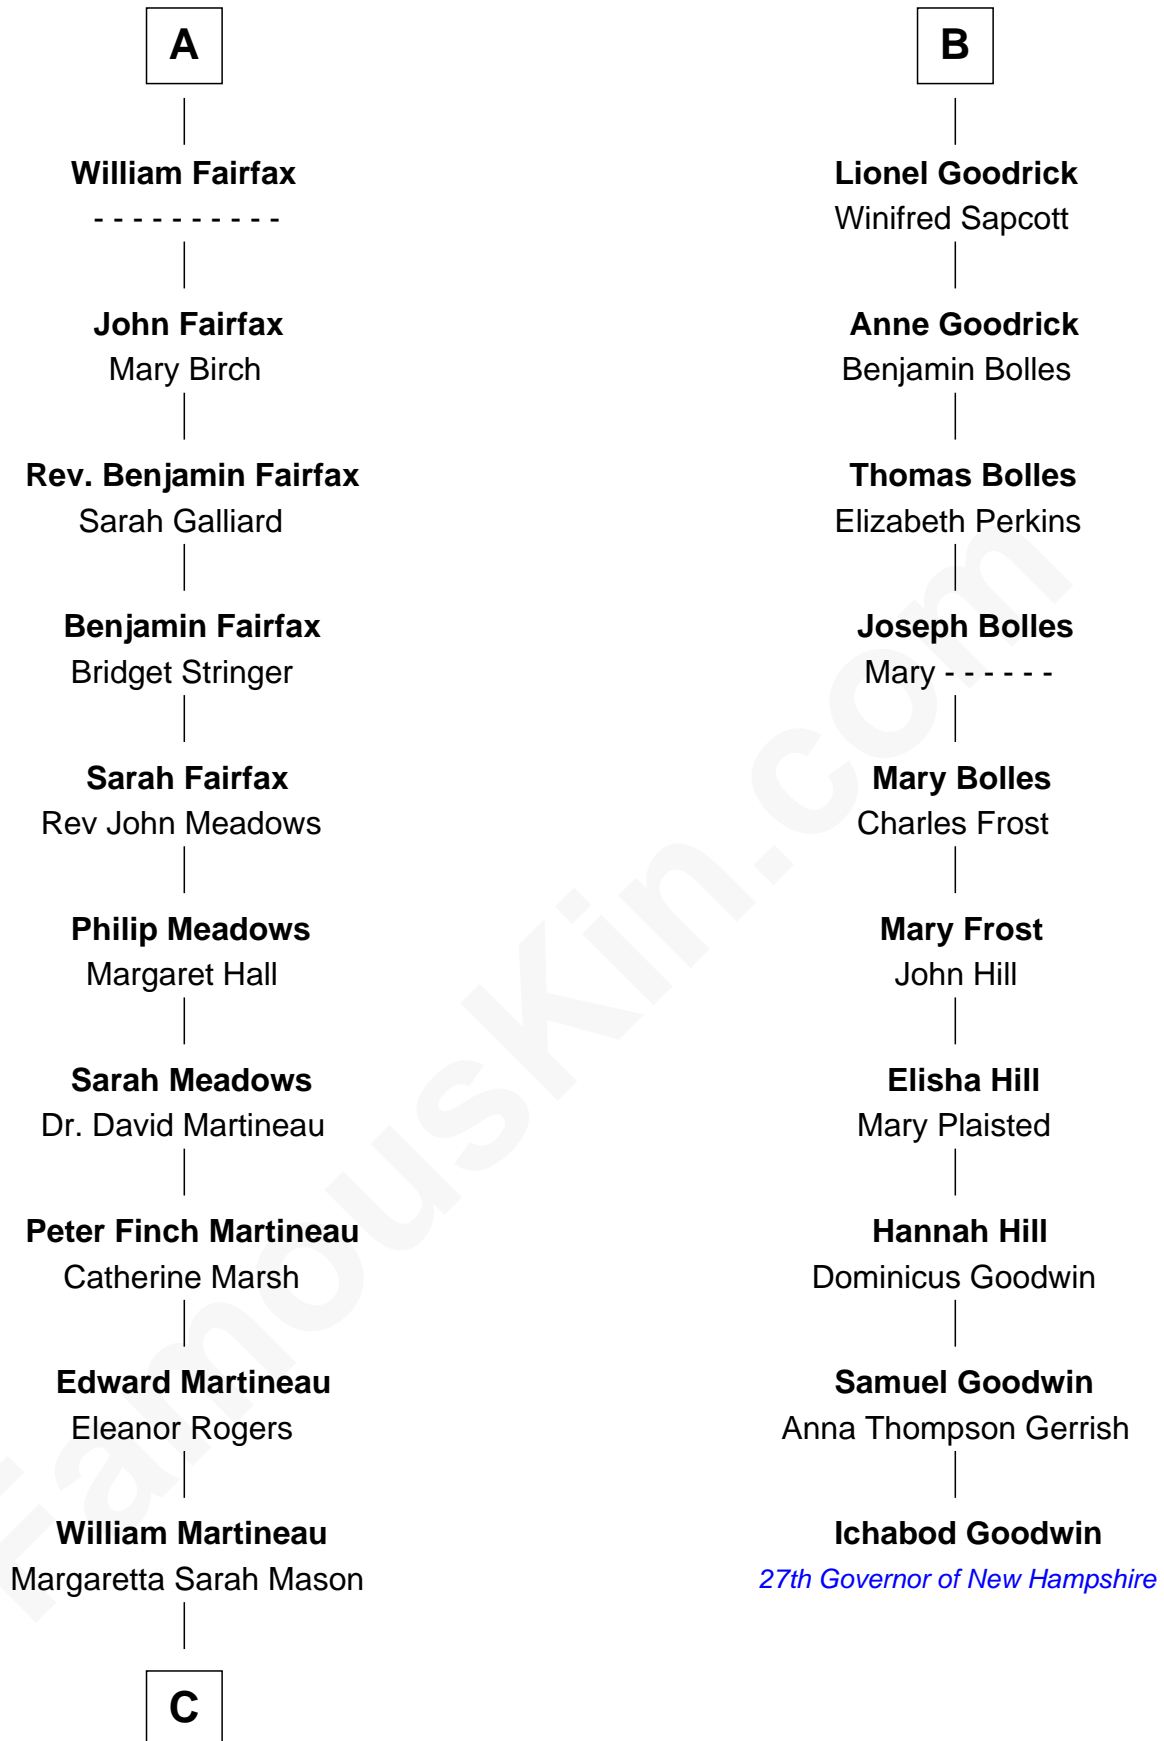 A
William Fairfax
- - - - - - - - - -
John Fairfax
Mary Birch
Rev. Benjamin Fairfax
Sarah Galliard
Benjamin Fairfax
Bridget Stringer
Sarah Fairfax
Rev John Meadows
Philip Meadows
Margaret Hall
Sarah Meadows
Dr. David Martineau
Peter Finch Martineau
Catherine Marsh
Edward Martineau
Eleanor Rogers
William Martineau
Margaretta Sarah Mason
C
B
Lionel Goodrick
Winifred Sapcott
Anne Goodrick
Benjamin Bolles
Thomas Bolles
Elizabeth Perkins
Joseph Bolles
Mary - - - - - -
Mary Bolles
Charles Frost
Mary Frost
John Hill
Elisha Hill
Mary Plaisted
Hannah Hill
Dominicus Goodwin
Samuel Goodwin
Anna Thompson Gerrish
Ichabod Goodwin
27th Governor of New Hampshire
FamousKin.com